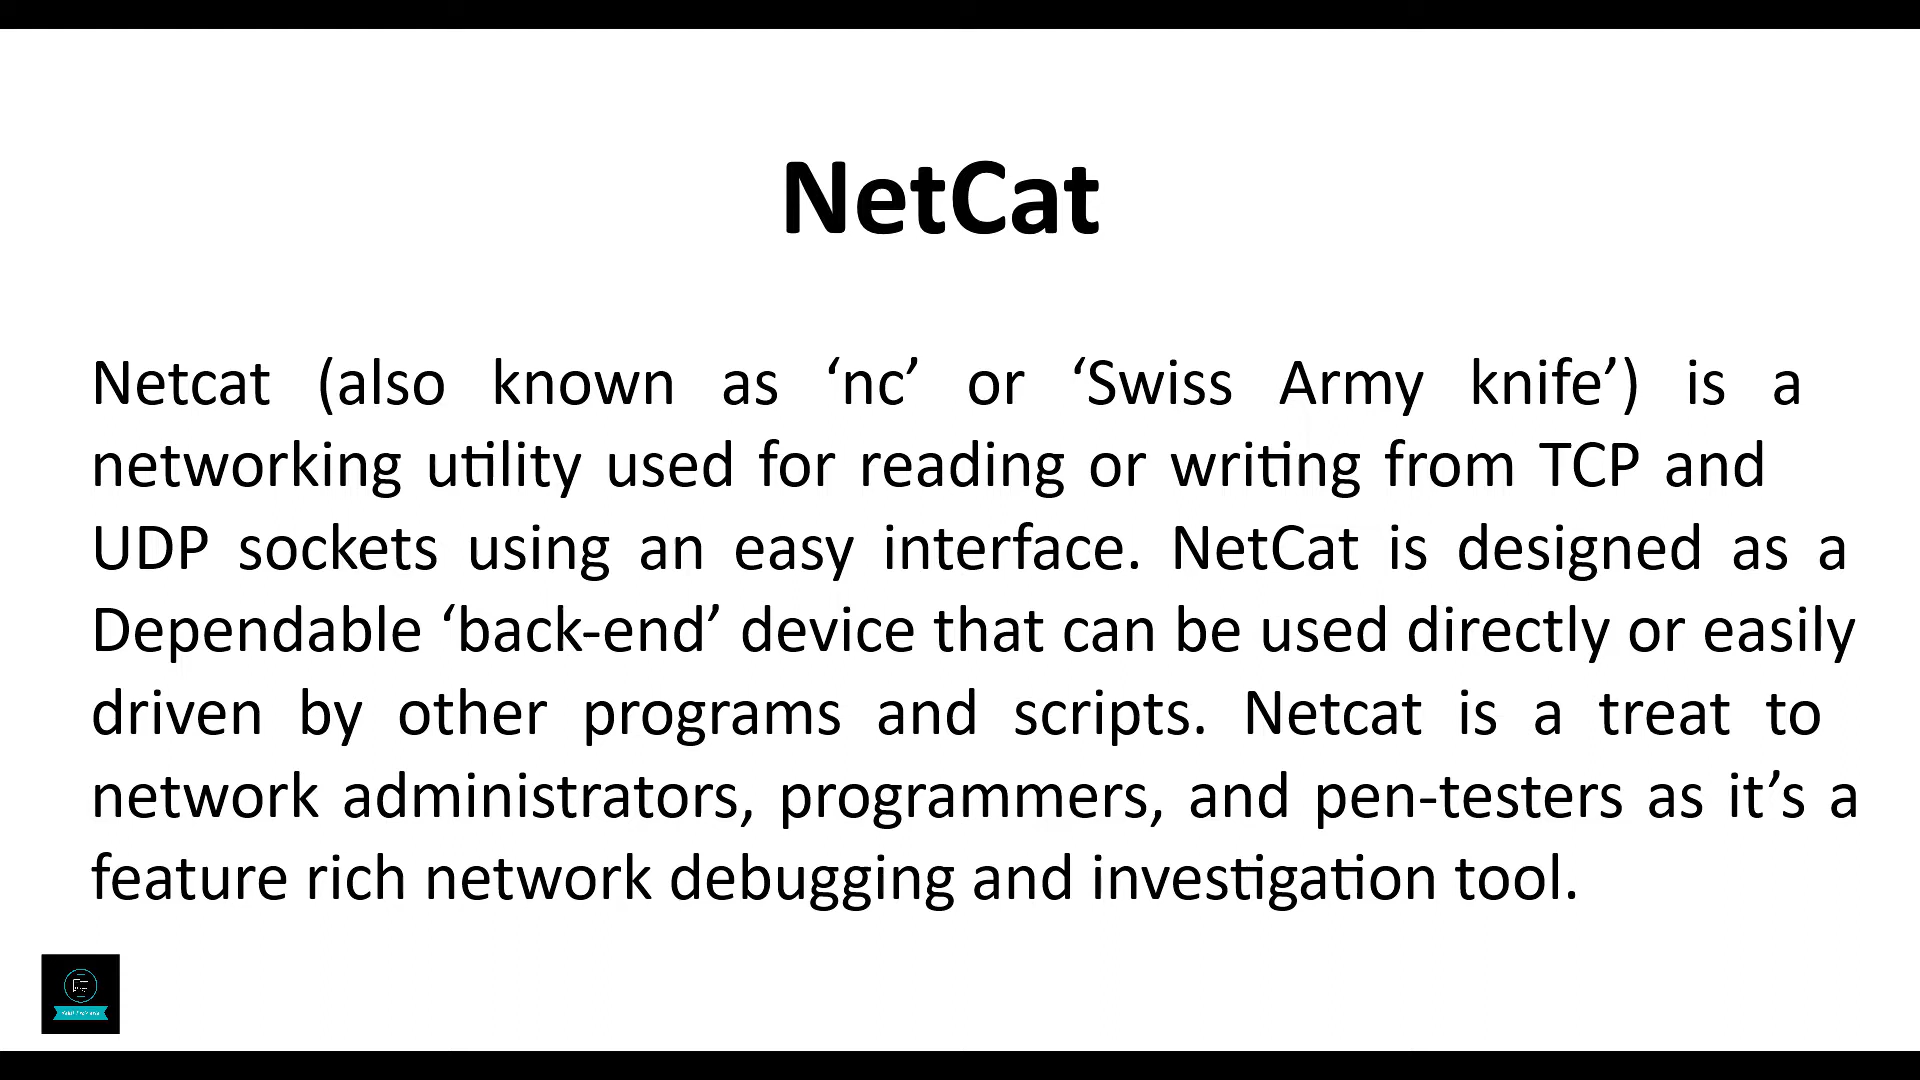 NetCat
Netcat (also known as ‘nc’ or ‘Swiss Army knife’) is a
networking utility used for reading or writing from TCP and
UDP sockets using an easy interface. NetCat is designed as a
Dependable ‘back-end’ device that can be used directly or easily
driven by other programs and scripts. Netcat is a treat to
network administrators, programmers, and pen-testers as it’s a
feature rich network debugging and investigation tool.